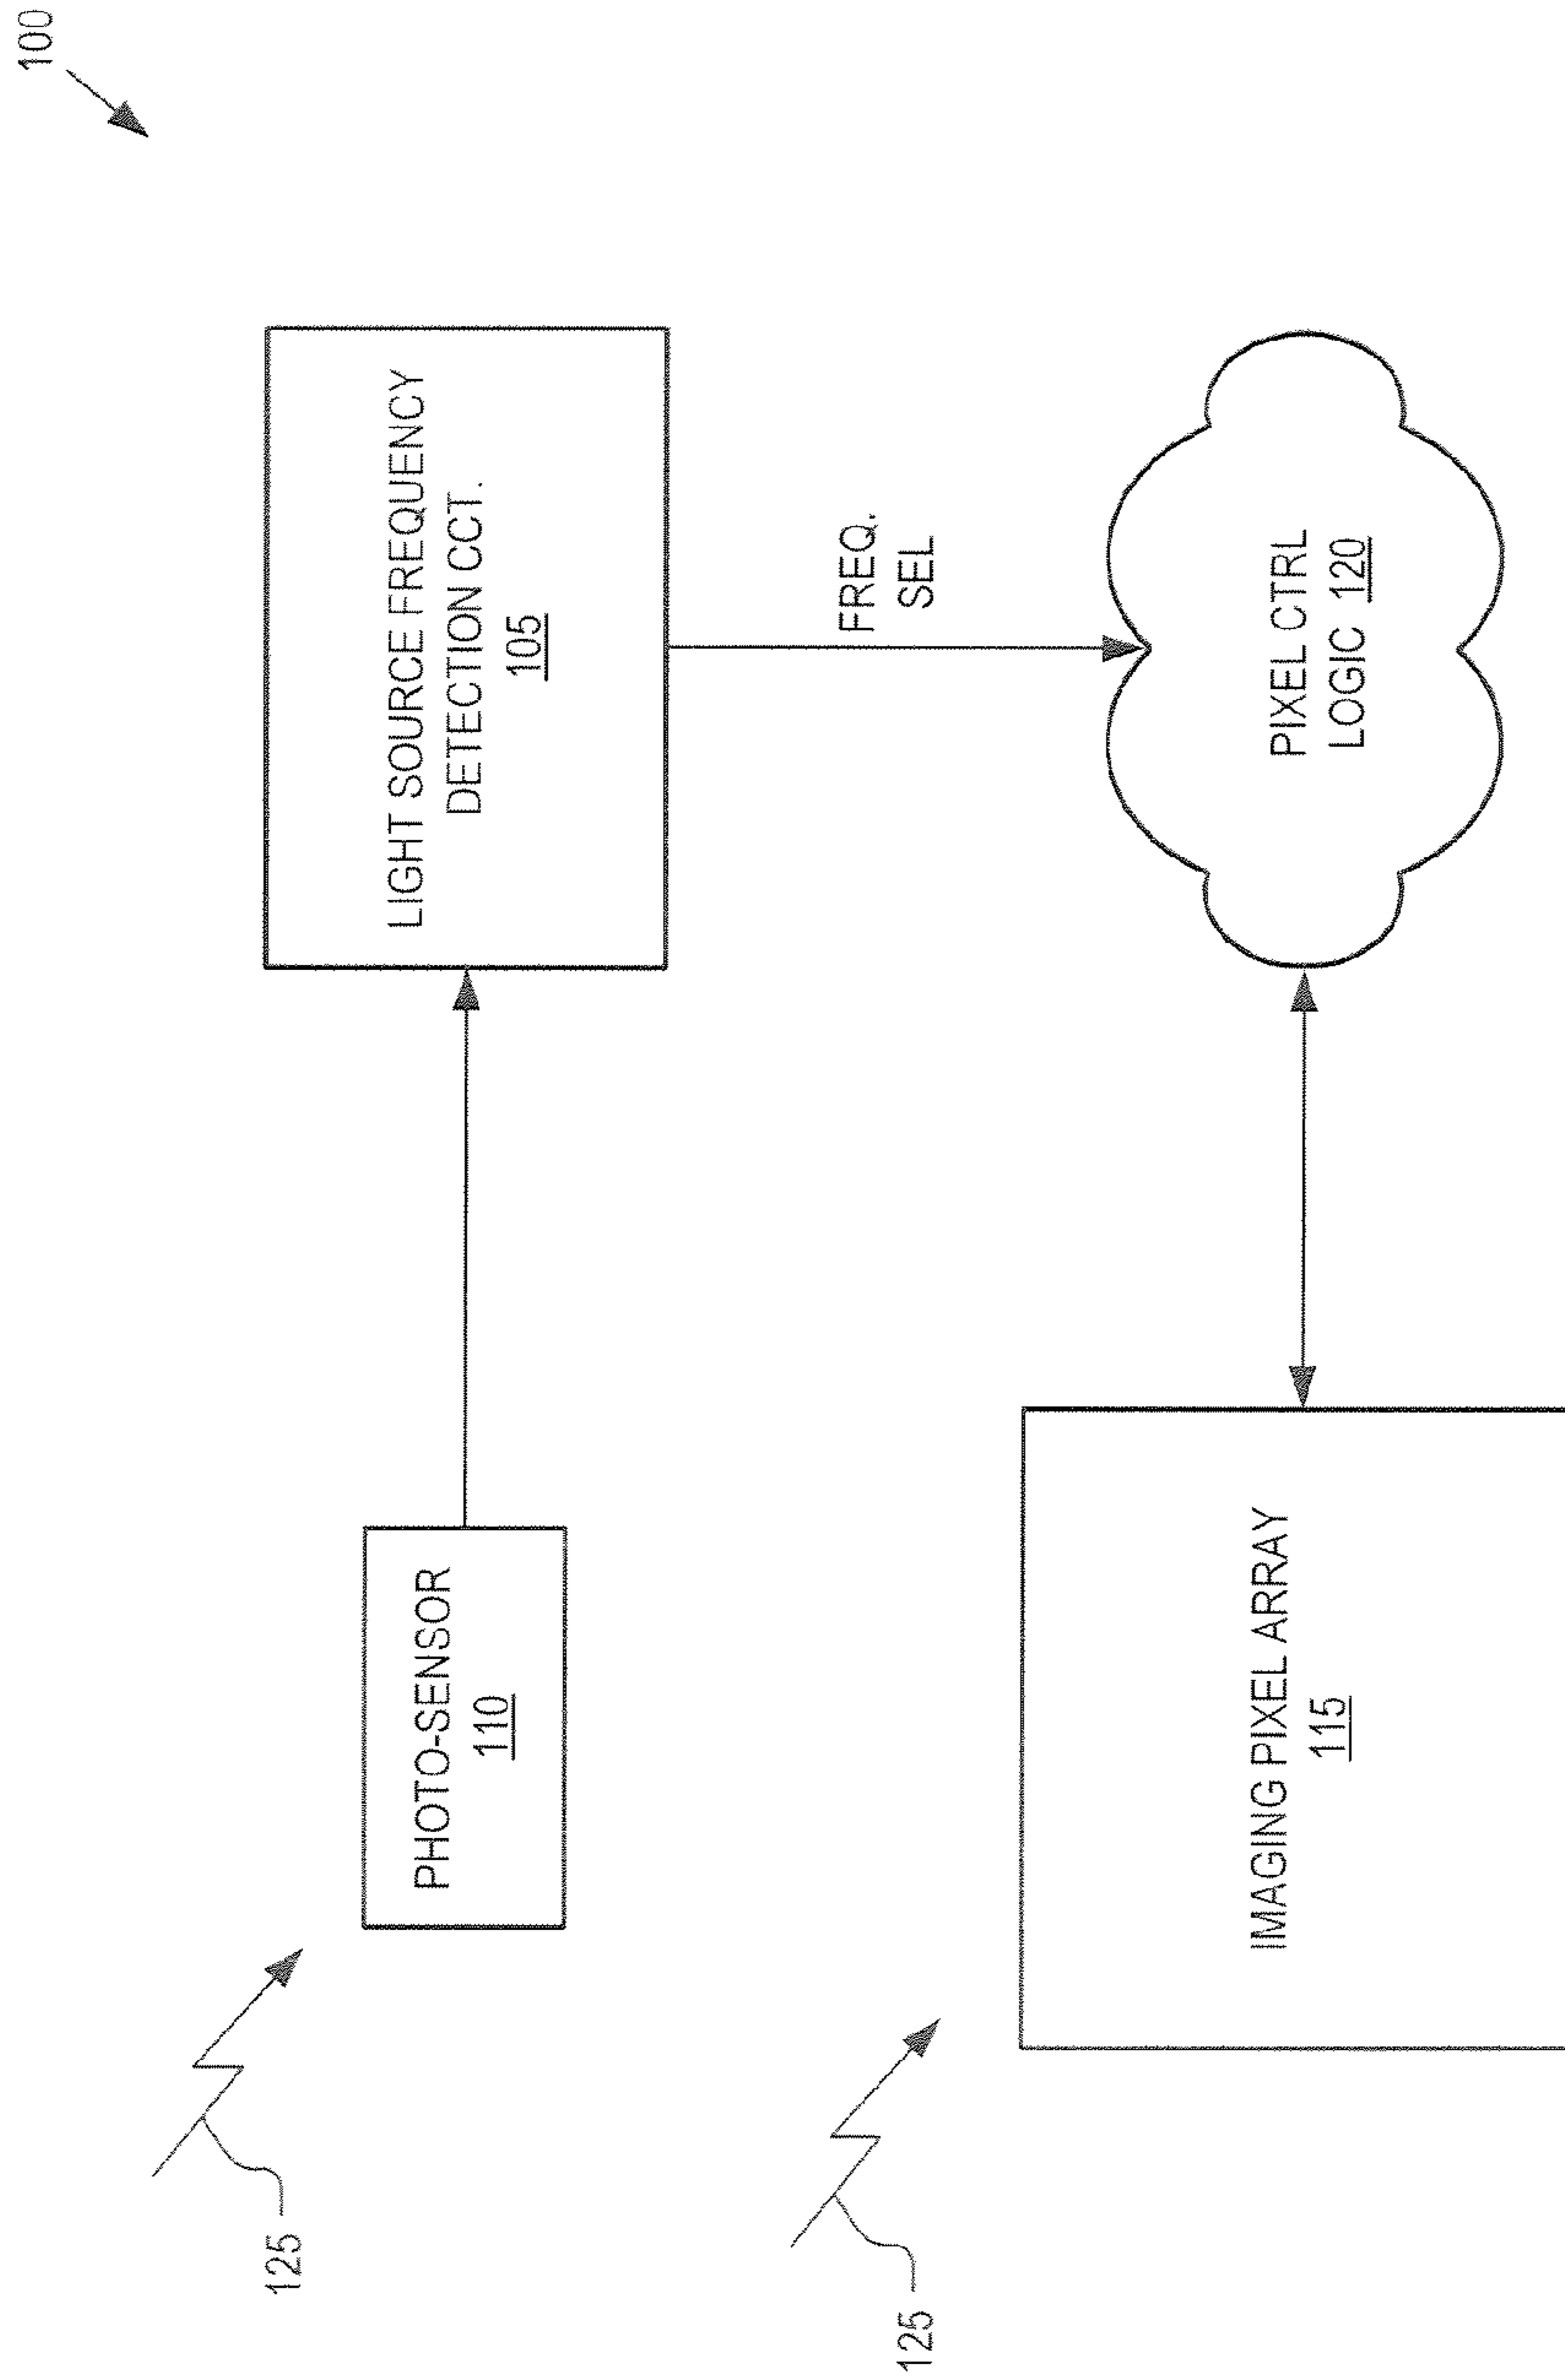 100
LIGHT SOURCE FREQUENCY
DETECTION CCT.
105
PHOTO-SENSOR
110
125
FREQ.
SEL
PIXEL CTRL
LOGIC 120
IMAGING PIXEL ARRAY
115
125